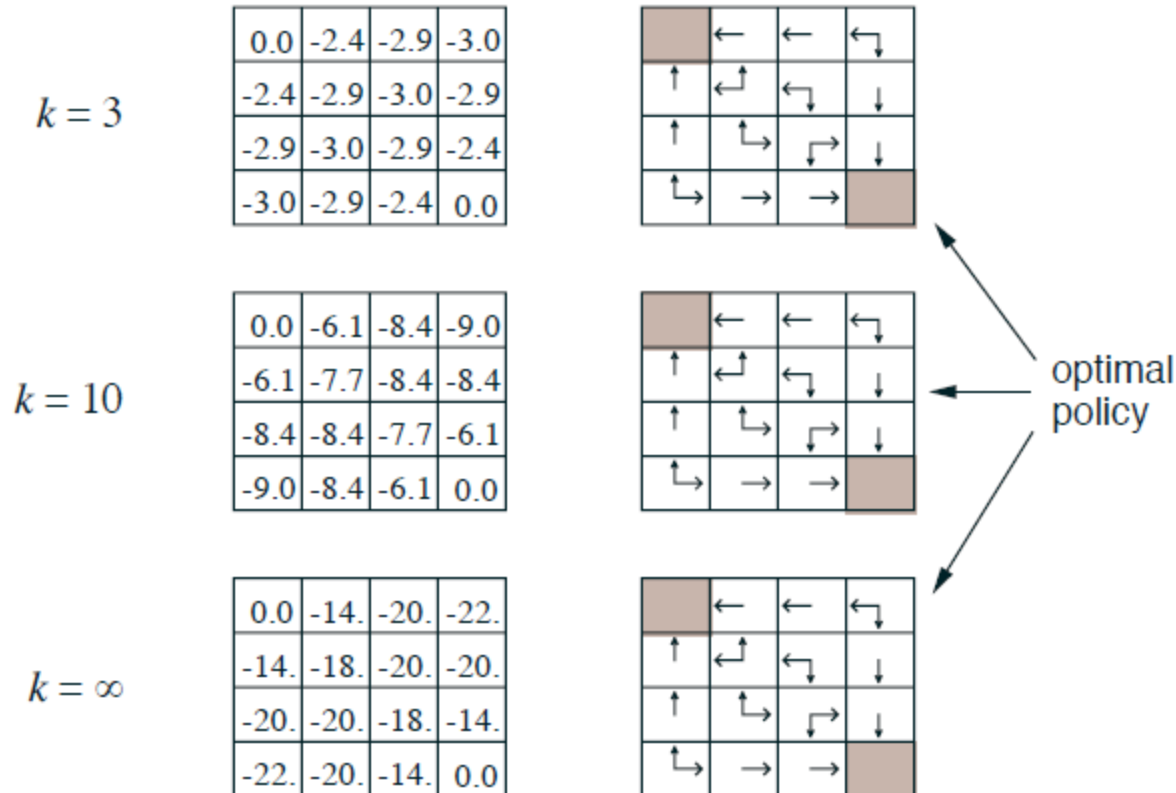 0.0 -2.4 -2.9 -3.0
-2.4 -2.9 -3.0 -2.9
k = 3
-2.9 -3.0 -2.9 -2.4
-3.0 -2.9 -2.4 0.0
0.0 -6.1 -8.4 -9.0
-6.1 -7.7 -8.4 -8.4
k = 10
-8.4 -8.4 -7.7 -6.1
-9.0 -8.4 -6.1 0.0
optimal
policy
0.0 -14. -20. -22.
-14. -18. -20. -20.
k = ∞
-20. -20. -18. -14.
-22. -20. -14. 0.0